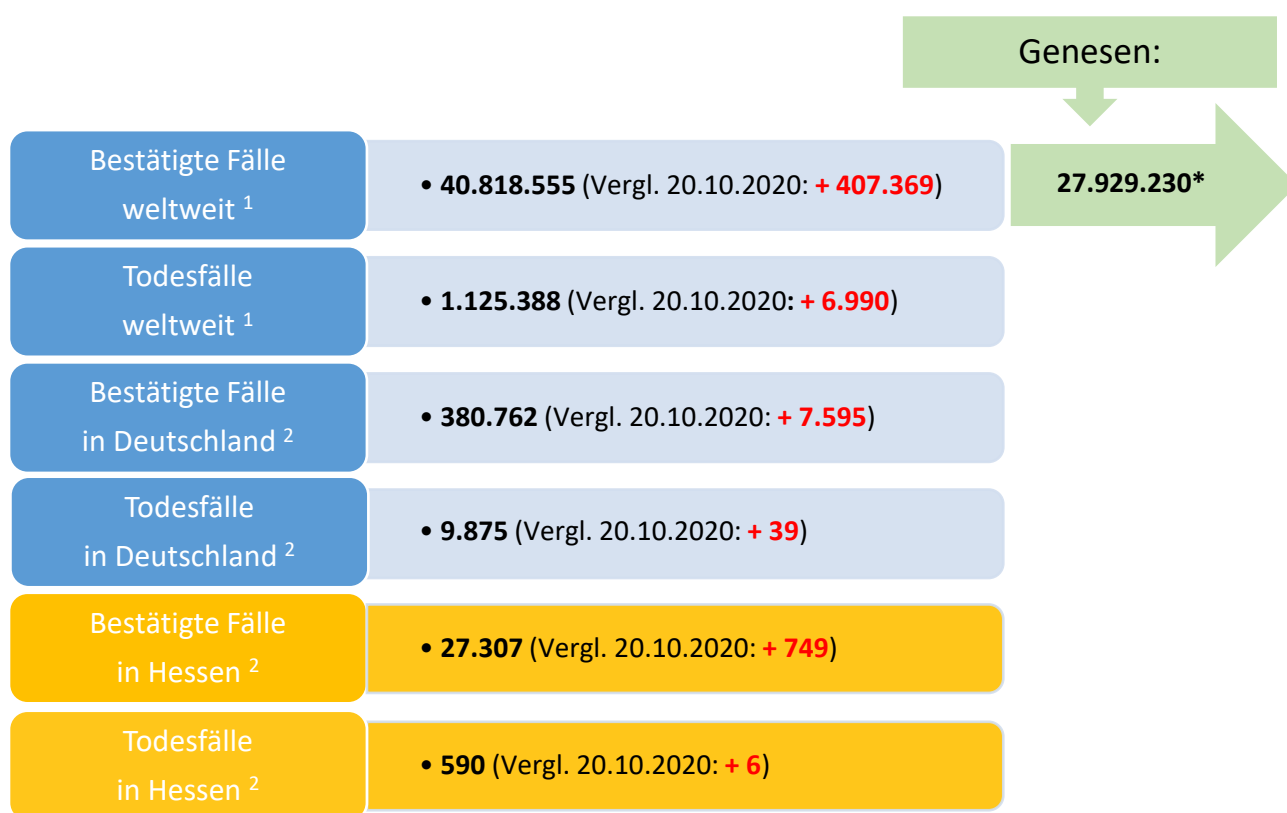 Genesen:
Bestätigte Fälle
weltweit ¹
• 40.818.555 (Vergl. 20.10.2020: + 407.369)
27.929.230*
Todesfälle
weltweit ¹
• 1.125.388 (Vergl. 20.10.2020: + 6.990)
Bestätigte Fälle
in Deutschland ²
• 380.762 (Vergl. 20.10.2020: + 7.595)
Todesfälle
in Deutschland ²
• 9.875 (Vergl. 20.10.2020: + 39)
Bestätigte Fälle
in Hessen ²
• 27.307 (Vergl. 20.10.2020: + 749)
Todesfälle
in Hessen ²
• 590 (Vergl. 20.10.2020: + 6)